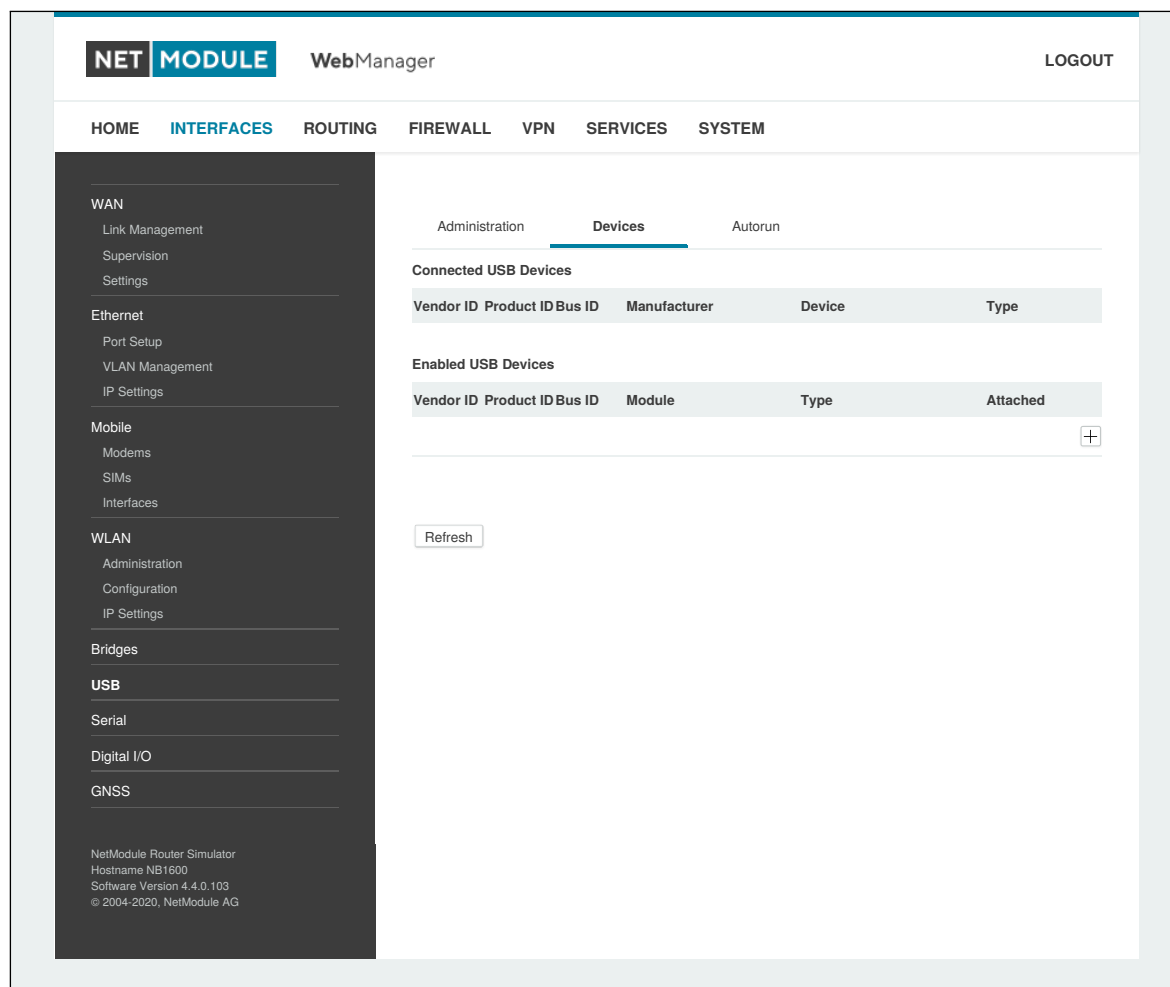 NET MODULE WebManager LOGOUT
HOME INTERFACES ROUTING FIREWALL VPN SERVICES SYSTEM
WAN
Link Management
Supervision
Settings
Ethernet
Port Setup
VLAN Management
IP Settings
Mobile
Modems
SIMs
Interfaces
WLAN
Administration
Configuration
IP Settings
Bridges
USB
Serial
Digital I/O
GNSS
NetModule Router Simulator
Hostname NB1600
Software Version 4.4.0.103
© 2004-2020, NetModule AG
Administration Devices Autorun
Connected USB Devices
Vendor ID Product ID Bus ID Manufacturer Device Type
Enabled USB Devices
Vendor ID Product ID Bus ID Module Type Attached
Refresh